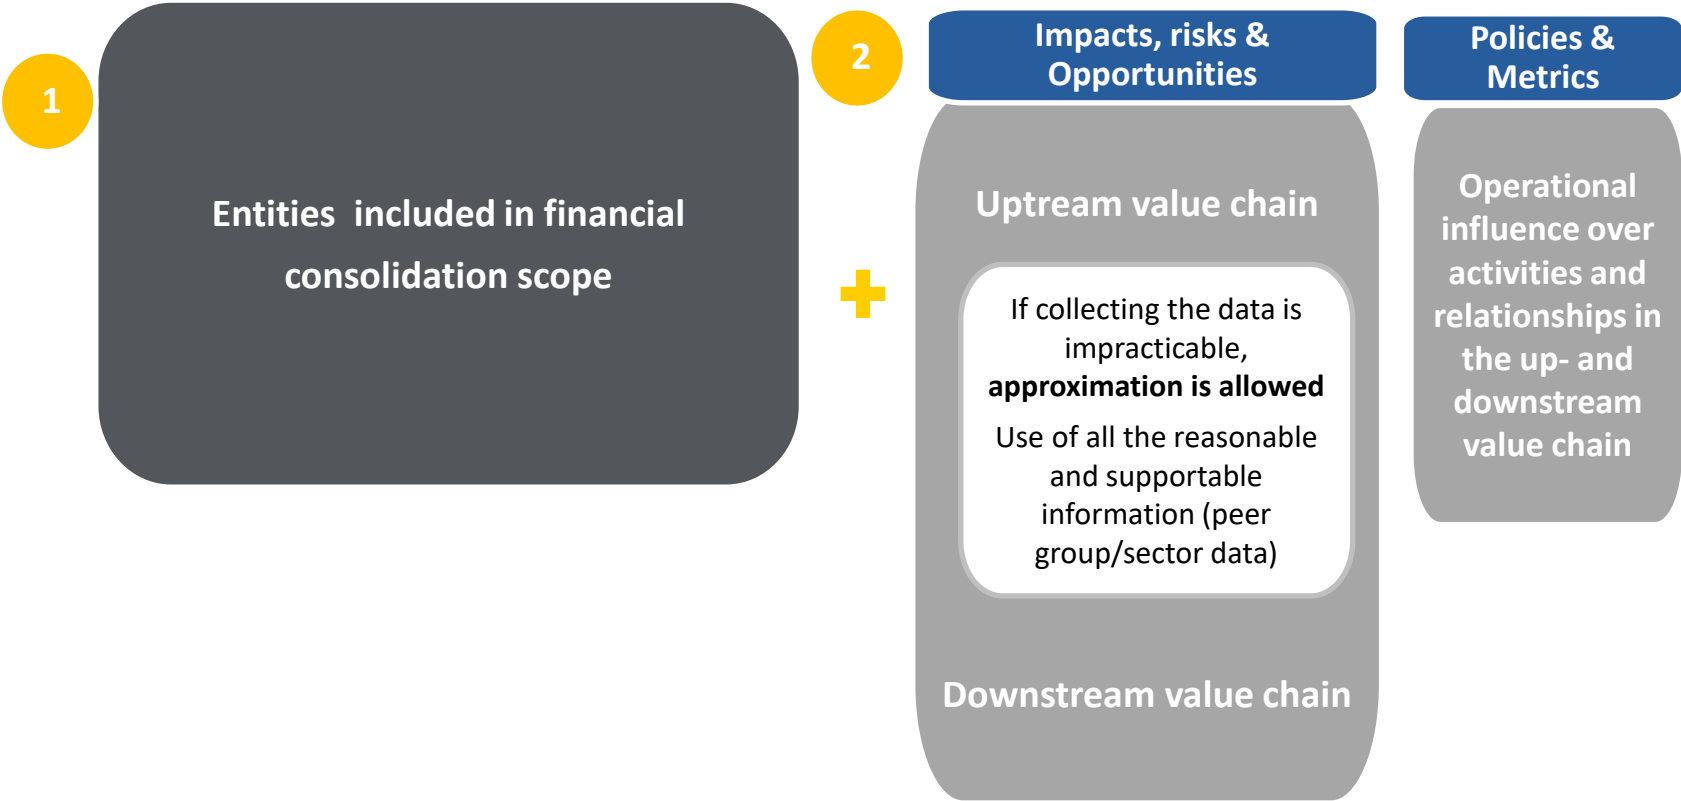 1
Entities included in financial
consolidation scope
2
Impacts, risks &
Opportunities
Uptream value chain
If collecting the data is
impracticable,
approximation is allowed
Use of all the reasonable
and supportable
information (peer
group/sector data)
Downstream value chain
Policies &
Metrics
Operational
influence over
activities and
relationships in
the up- and
downstream
value chain